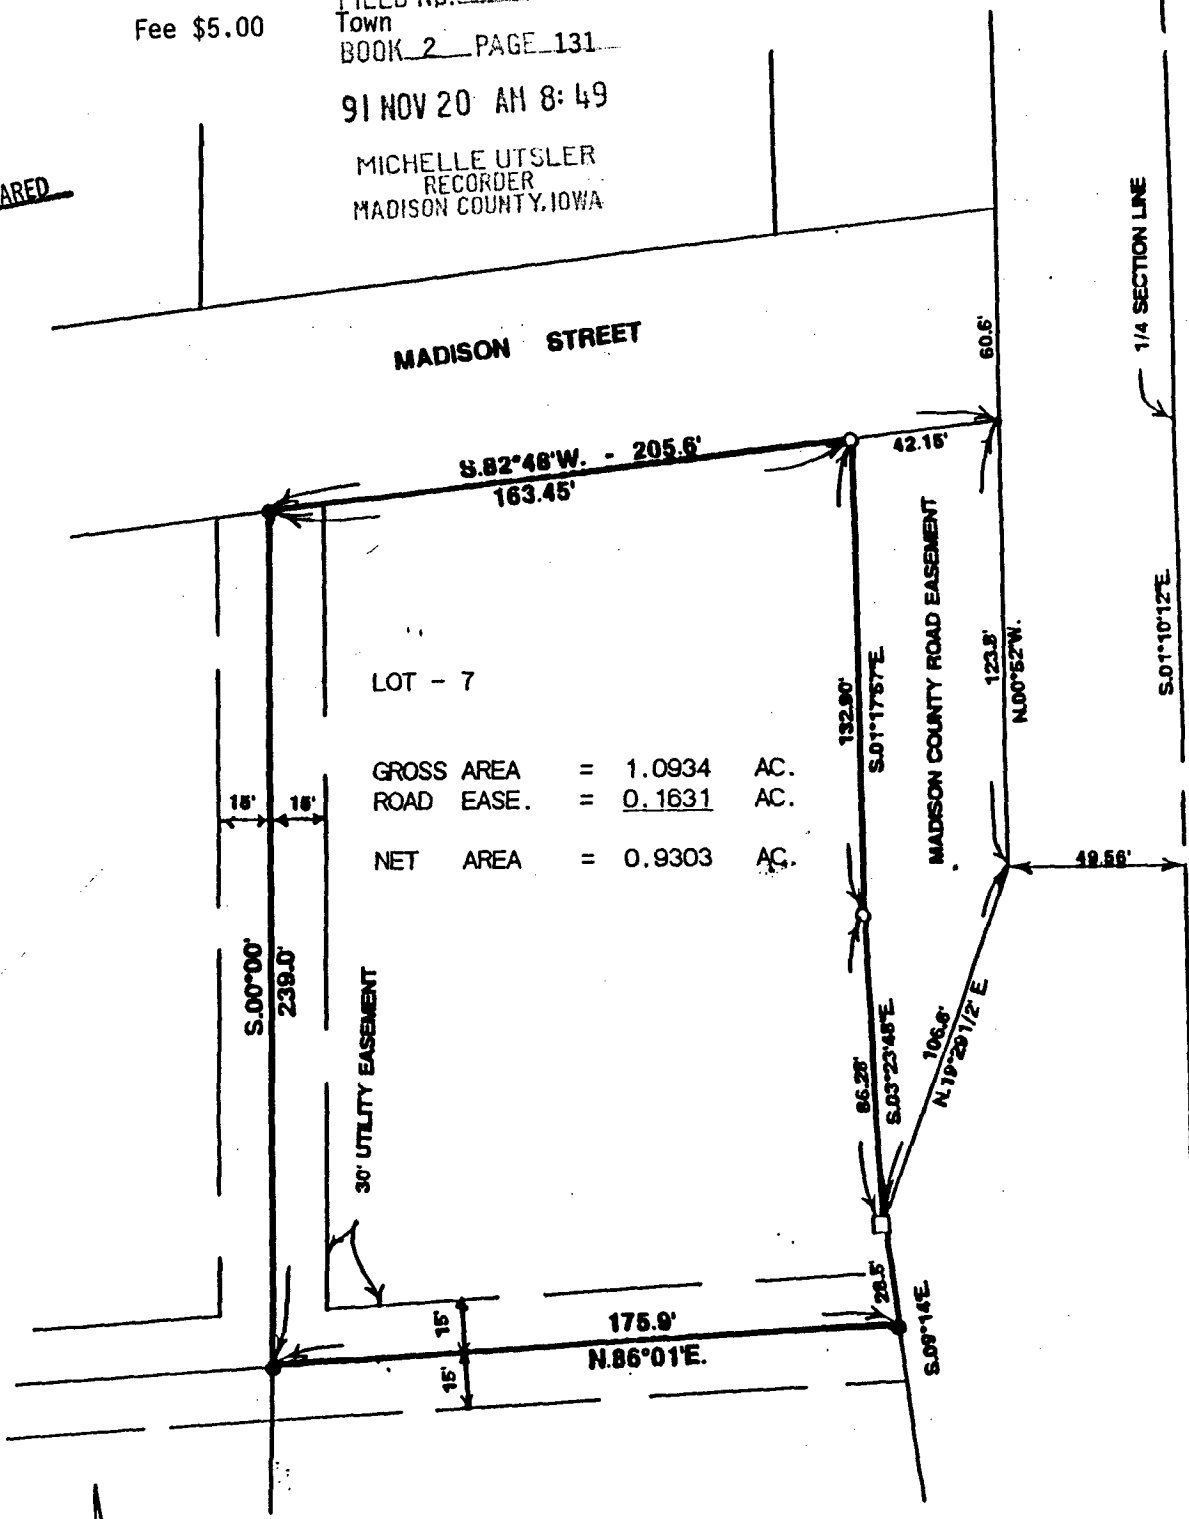 Fee $5.00
FILED NO.
Town
BOOK 2 PAGE 131
91 NOV 20 AM 8:49
MICHELLE UTSLER
RECORDER
MADISON COUNTY, IOWA
ARED
1/4 SECTION LINE
60.6'
MADISON STREET
S.82°48'W. - 205.6'
163.45'
42.15'
MADISON COUNTY ROAD EASEMENT
123.8'
N.00°52'W.
S.01°10'12"E.
LOT - 7
132.90'
S.01°17'57"E.
GROSS AREA = 1.0934 AC.
ROAD EASE. = 0.1631 AC.
NET AREA = 0.9303 AC.
15' 15'
49.56'
S.00°00'
239.0'
30' UTILITY EASEMENT
86.28'
S.03°23'48"E.
106.8'
N.19°29 1/2' E.
28.5'
S.09°14'E.
175.9'
N.86°01'E.
15'
15'